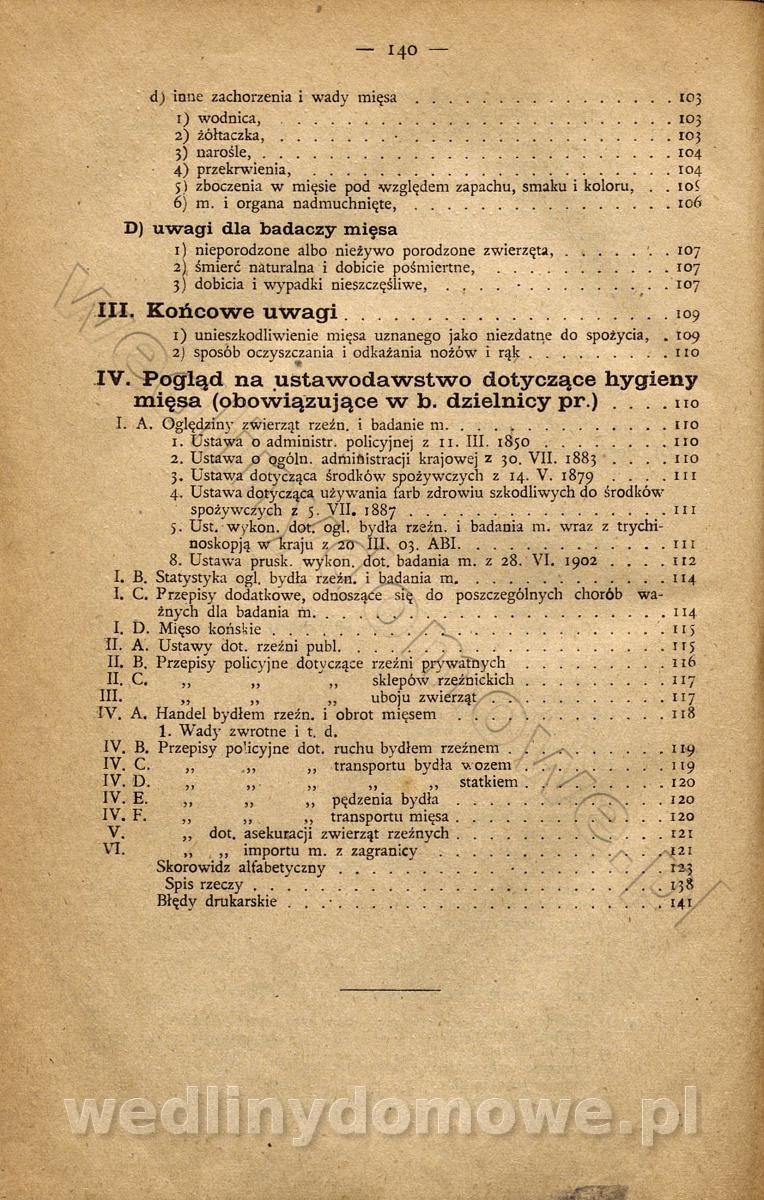 — 140 —
d) inne zachorzenia i wady mięsa . . . . . . . . . . . . . . . . 103
1) wodnica, . . . . . . . . . . . . . . . . . . . . . . . . 103
2) żółtaczka, . . . . . . . . . . . . . . . . . . . . . . . 103
3) narośle, . . . . . . . . . . . . . . . . . . . . . . . . 104
4) przekrwienia, . . . . . . . . . . . . . . . . . . . . . . 104
5) zboczenia w mięsie pod względem zapachu, smaku i koloru, . . 105
6) m. i organa nadmuchnięte, . . . . . . . . . . . . . . . . 106
D) uwagi dla badaczy mięsa
1) nieporodzone albo nieżywo porodzone zwierzęta, . . . . . . . 107
2) śmierć naturalna i dobicie pośmiertne, . . . . . . . . . . 107
3) dobicia i wypadki nieszczęśliwe, . . . . . . . . . . . . . 107
III. Końcowe uwagi . . . . . . . . . . . . . . . . . . . . 109
1) unieszkodliwienie mięsa uznanego jako niezdatne do spożycia, . 109
2) sposób oczyszczania i odkażania nożów i rąk . . . . . . . . . 110
IV. Pogląd na ustawodawstwo dotyczące hygieny
mięsa (obowiązujące w b. dzielnicy pr.) . . . . 110
I. A. Oględziny zwierząt rzeźn. i badanie m. . . . . . . . . . . . . . 110
1. Ustawa o administr. policyjnej z 11. III. 1850 . . . . . . . . 110
2. Ustawa o ogóln. administracji krajowej z 30. VII. 1883 . . . . 110
3. Ustawa dotycząca środków spożywczych z 14. V. 1879 . . . . 111
4. Ustawa dotycząca używania farb zdrowiu szkodliwych do środków
spożywczych z 5. VII. 1887 . . . . . . . . . . . . . . . . 111
5. Ust. wykon. dot. ogl. bydła rzeźn. i badania m. wraz z trychi-
noskopją w kraju z 20 III. 03. ABI. . . . . . . . . . . . . 111
8. Ustawa prusk. wykon. dot. badania m. z 28. VI. 1902 . . . . 112
I. B. Statystyka ogl. bydła rzeźn. i badania m. . . . . . . . . . . . . 114
I. C. Przepisy dodatkowe, odnoszące się do poszczególnych chorób wa-
żnych dla badania m. . . . . . . . . . . . . . . . . . . . . . 114
I. D. Mięso końskie . . . . . . . . . . . . . . . . . . . . . . . . 115
II. A. Ustawy dot. rzeźni publ. . . . . . . . . . . . . . . . . . . . 115
II. B. Przepisy policyjne dotyczące rzeźni prywatnych . . . . . . . . . 116
II. C. „ „ „ sklepów rzeźnickich . . . . . . . . . 117
III. „ „ „ uboju zwierząt . . . . . . . . . . . 117
IV. A. Handel bydłem rzeźn. i obrot mięsem . . . . . . . . . . . . . 118
1. Wady zwrotne i t. d.
IV. B. Przepisy policyjne dot. ruchu bydłem rzeźnem . . . . . . . . . . 119
IV. C. „ „ „ transportu bydła wozem . . . . . . . . . 119
IV. D. „ „ „ „ „ statkiem . . . . . . . . . 120
IV. E. „ „ „ pędzenia bydła . . . . . . . . . . . . . 120
IV. F. „ „ „ transportu mięsa . . . . . . . . . . . . . 120
V. „ dot. asekuracji zwierząt rzeźnych . . . . . . . . . . . . . 121
VI. „ „ importu m. z zagranicy . . . . . . . . . . . . . . 121
Skorowidz alfabetyczny . . . . . . . . . . . . . . . . . . . . 123
Spis rzeczy . . . . . . . . . . . . . . . . . . . . . . . . . 138
Błędy drukarskie . . . . . . . . . . . . . . . . . . . . . . . 141
wedlinydomowe.pl
wedlinydomowe.pl